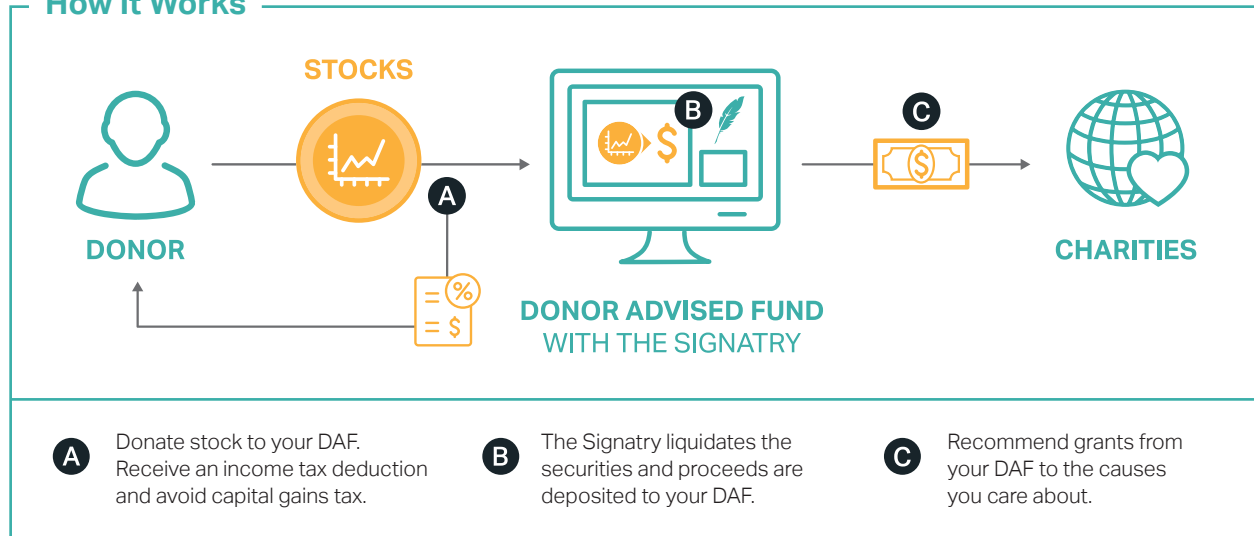 How It Works
STOCKS
B
C
$
$
A
DONOR
CHARITIES
%
$
DONOR ADVISED FUND
WITH THE SIGNATRY
A
Donate stock to your DAF.
Receive an income tax deduction
and avoid capital gains tax.
B
The Signatry liquidates the
securities and proceeds are
deposited to your DAF.
C
Recommend grants from
your DAF to the causes
you care about.